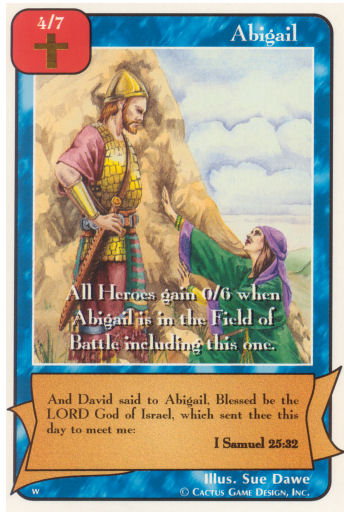 4/7
Abigail
All Heroes gain 0/6 when
Abigail is in the Field of
Battle including this one.
And David said to Abigail, Blessed be the
LORD God of Israel, which sent thee this
day to meet me:
I Samuel 25:32
Illus. Sue Dawe
W
© CACTUS GAME DESIGN, INC.